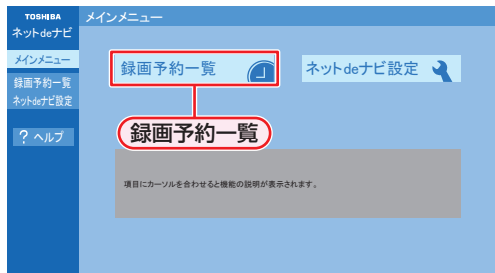 TOSHIBA
ネットdeナビ
メインメニュー
録画予約一覧
ネットdeナビ設定
? ヘルプ
メインメニュー
録画予約一覧
ネットdeナビ設定
録画予約一覧
項目にカーソルを合わせると機能の説明が表示されます。